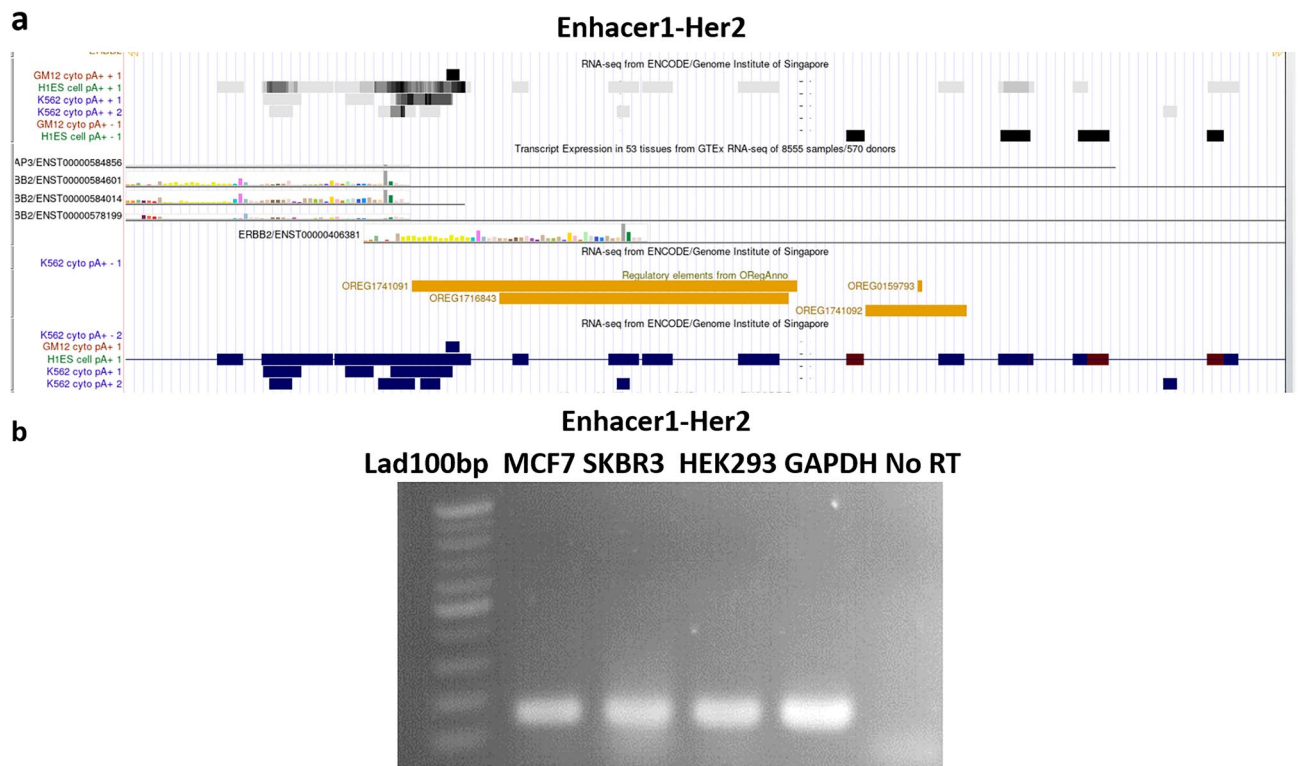 a
Enhacer1-Her2
RNA-seq from ENCODE/Genome Institute of Singapore
GM12 cyto pA+ + 1
H1ES cell pA+ + 1
K562 cyto pA+ + 1
K562 cyto pA+ + 2
GM12 cyto pA+ - 1
H1ES cell pA+ - 1
Transcript Expression in 53 tissues from GTEx RNA-seq of 8555 samples/570 donors
AP3/ENST00000584856
BB2/ENST00000584601
BB2/ENST00000584014
BB2/ENST00000578199
ERBB2/ENST00000406381
RNA-seq from ENCODE/Genome Institute of Singapore
K562 cyto pA+ - 1
Regulatory elements from ORegAnno
OREG1741091 OREG0159793
OREG1716843
OREG1741092
RNA-seq from ENCODE/Genome Institute of Singapore
K562 cyto pA+ - 2
GM12 cyto pA+ 1
H1ES cell pA+ 1
K562 cyto pA+ 1
K562 cyto pA+ 2
b
Enhacer1-Her2
Lad100bp MCF7 SKBR3 HEK293 GAPDH No RT